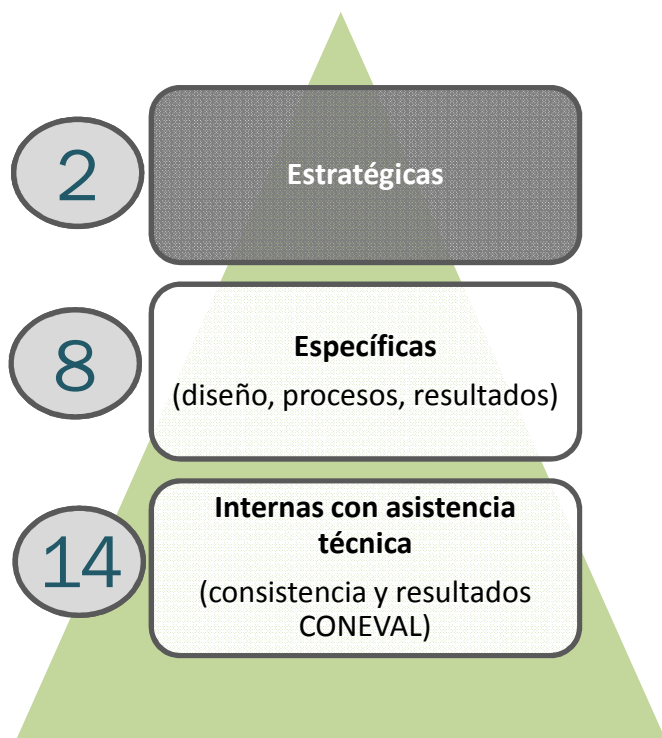 2
Estratégicas
8
Específicas
(diseño, procesos, resultados)
14
Internas con asistencia
técnica
(consistencia y resultados
CONEVAL)